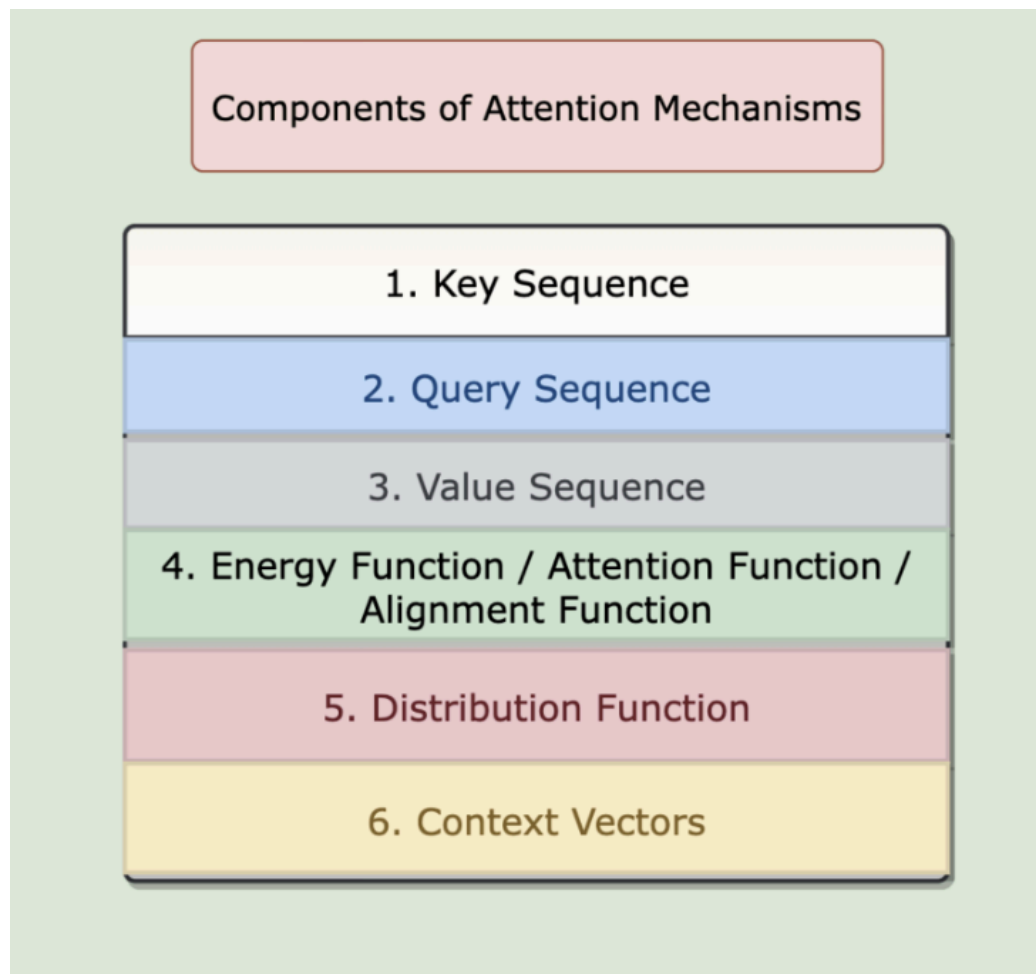 Components of Attention Mechanisms
1. Key Sequence
2. Query Sequence
3. Value Sequence
4. Energy Function / Attention Function /
Alignment Function
5. Distribution Function
6. Context Vectors